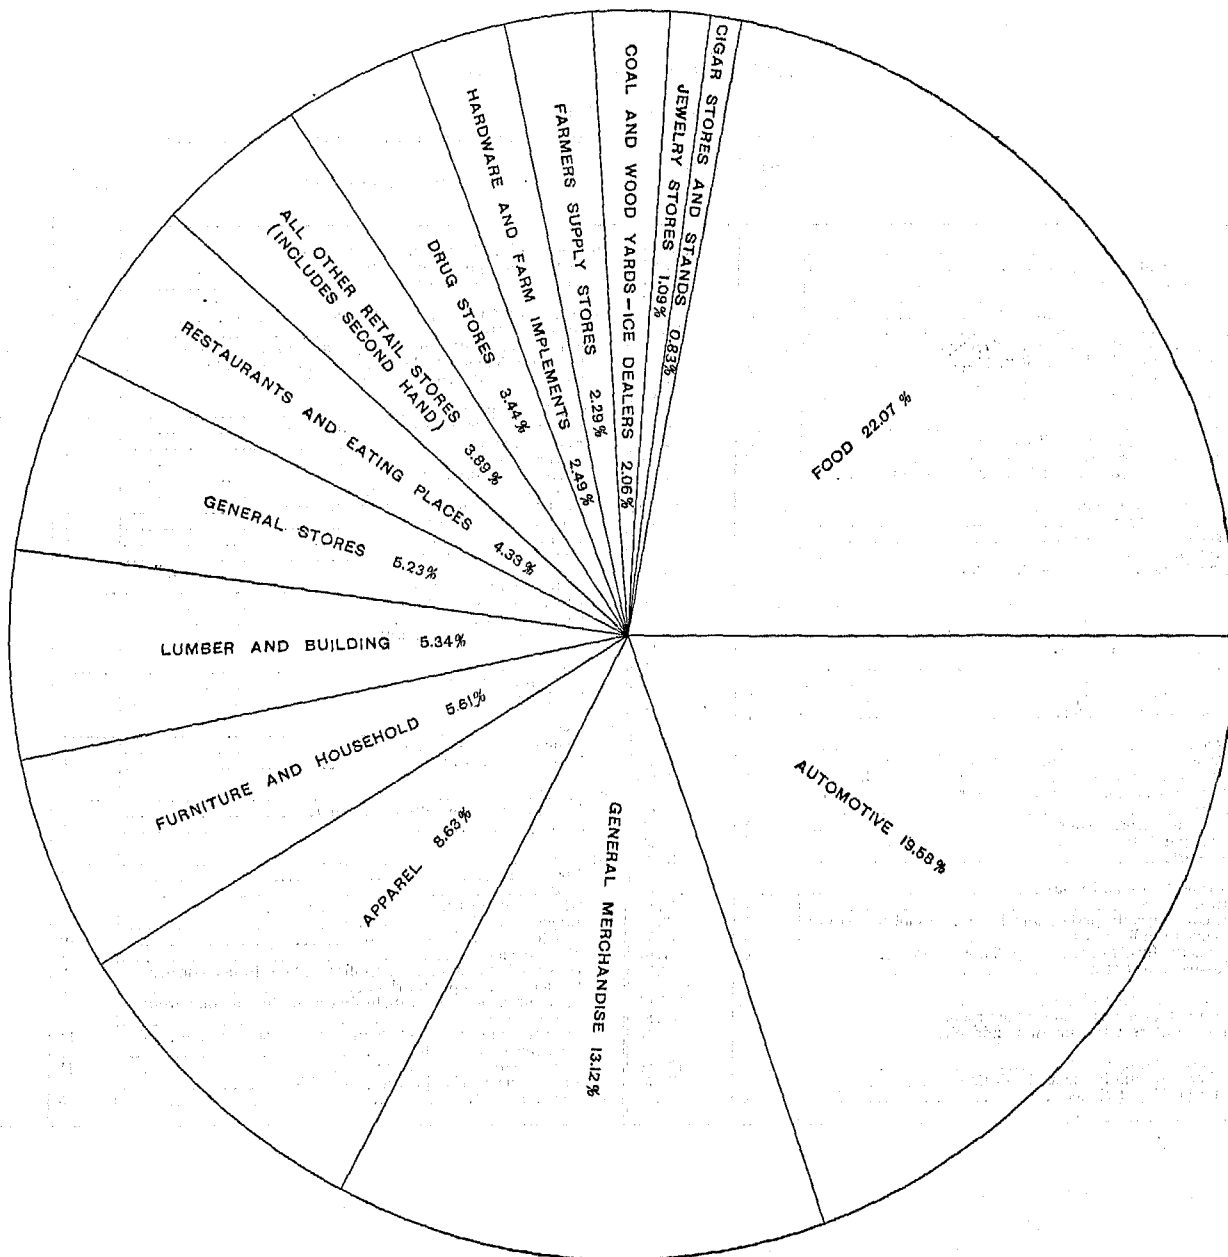 CIGAR STORES AND STANDS 0.83%
JEWELRY STORES 1.09%
COAL AND WOOD YARDS-ICE DEALERS 2.06%
FARMERS SUPPLY STORES 2.29%
HARDWARE AND FARM IMPLEMENTS 2.49%
DRUG STORES 3.44%
ALL OTHER RETAIL STORES
(INCLUDES SECOND HAND) 3.89%
RESTAURANTS AND EATING PLACES 4.33%
GENERAL STORES 5.23%
LUMBER AND BUILDING 5.34%
FURNITURE AND HOUSEHOLD 5.61%
APPAREL 8.63%
GENERAL MERCHANDISE 13.12%
AUTOMOTIVE 19.58%
FOOD 22.07%